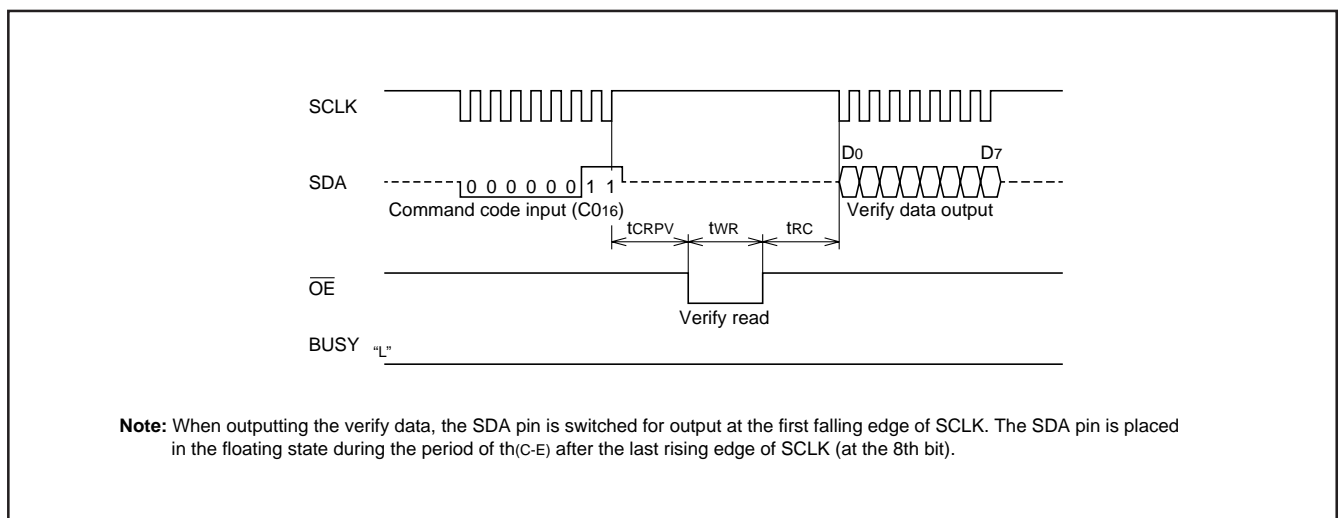 SCLK
D0 D7
SDA
0 0 0 0 0 0 1 1
Command code input (C016) Verify data output
tCRPV tWR tRC
OE
Verify read
BUSY "L"
Note: When outputting the verify data, the SDA pin is switched for output at the first falling edge of SCLK. The SDA pin is placed
in the floating state during the period of th(C-E) after the last rising edge of SCLK (at the 8th bit).